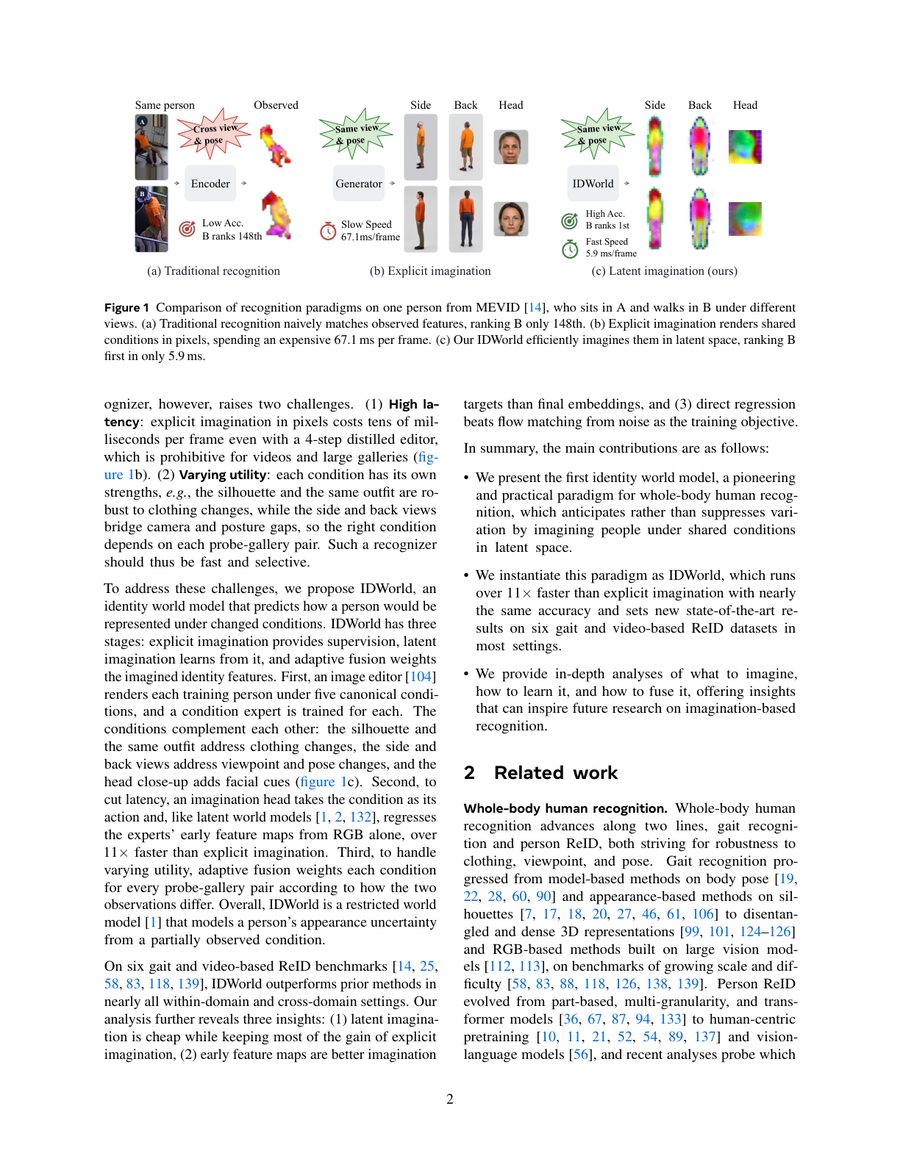 Same person
Observed
Side
Back
Head
Side
Back
Head
A
Cross view
& pose
Same view
& pose
Same view
& pose
Encoder
Generator
IDWorld
B
Low Acc.
B ranks 148th
Slow Speed
67.1ms/frame
High Acc.
B ranks 1st
Fast Speed
5.9 ms/frame
(a) Traditional recognition
(b) Explicit imagination
(c) Latent imagination (ours)
Figure 1 Comparison of recognition paradigms on one person from MEVID [14], who sits in A and walks in B under different
views. (a) Traditional recognition naively matches observed features, ranking B only 148th. (b) Explicit imagination renders shared
conditions in pixels, spending an expensive 67.1 ms per frame. (c) Our IDWorld efficiently imagines them in latent space, ranking B
first in only 5.9 ms.
ognizer, however, raises two challenges. (1) High la-
tency: explicit imagination in pixels costs tens of mil-
liseconds per frame even with a 4-step distilled editor,
which is prohibitive for videos and large galleries (fig-
ure 1b). (2) Varying utility: each condition has its own
strengths, e.g., the silhouette and the same outfit are ro-
bust to clothing changes, while the side and back views
bridge camera and posture gaps, so the right condition
depends on each probe-gallery pair. Such a recognizer
should thus be fast and selective.
To address these challenges, we propose IDWorld, an
identity world model that predicts how a person would be
represented under changed conditions. IDWorld has three
stages: explicit imagination provides supervision, latent
imagination learns from it, and adaptive fusion weights
the imagined identity features. First, an image editor [104]
renders each training person under five canonical condi-
tions, and a condition expert is trained for each. The
conditions complement each other: the silhouette and
the same outfit address clothing changes, the side and
back views address viewpoint and pose changes, and the
head close-up adds facial cues (figure 1c). Second, to
cut latency, an imagination head takes the condition as its
action and, like latent world models [1, 2, 132], regresses
the experts' early feature maps from RGB alone, over
11× faster than explicit imagination. Third, to handle
varying utility, adaptive fusion weights each condition
for every probe-gallery pair according to how the two
observations differ. Overall, IDWorld is a restricted world
model [1] that models a person's appearance uncertainty
from a partially observed condition.
On six gait and video-based ReID benchmarks [14, 25,
58, 83, 118, 139], IDWorld outperforms prior methods in
nearly all within-domain and cross-domain settings. Our
analysis further reveals three insights: (1) latent imagina-
tion is cheap while keeping most of the gain of explicit
imagination, (2) early feature maps are better imagination
targets than final embeddings, and (3) direct regression
beats flow matching from noise as the training objective.
In summary, the main contributions are as follows:
• We present the first identity world model, a pioneering
and practical paradigm for whole-body human recog-
nition, which anticipates rather than suppresses vari-
ation by imagining people under shared conditions
in latent space.
• We instantiate this paradigm as IDWorld, which runs
over 11× faster than explicit imagination with nearly
the same accuracy and sets new state-of-the-art re-
sults on six gait and video-based ReID datasets in
most settings.
• We provide in-depth analyses of what to imagine,
how to learn it, and how to fuse it, offering insights
that can inspire future research on imagination-based
recognition.
2 Related work
Whole-body human recognition. Whole-body human
recognition advances along two lines, gait recogni-
tion and person ReID, both striving for robustness to
clothing, viewpoint, and pose. Gait recognition pro-
gressed from model-based methods on body pose [19,
22, 28, 60, 90] and appearance-based methods on sil-
houettes [7, 17, 18, 20, 27, 46, 61, 106] to disentan-
gled and dense 3D representations [99, 101, 124–126]
and RGB-based methods built on large vision mod-
els [112, 113], on benchmarks of growing scale and dif-
ficulty [58, 83, 88, 118, 126, 138, 139]. Person ReID
evolved from part-based, multi-granularity, and trans-
former models [36, 67, 87, 94, 133] to human-centric
pretraining [10, 11, 21, 52, 54, 89, 137] and vision-
language models [56], and recent analyses probe which
2